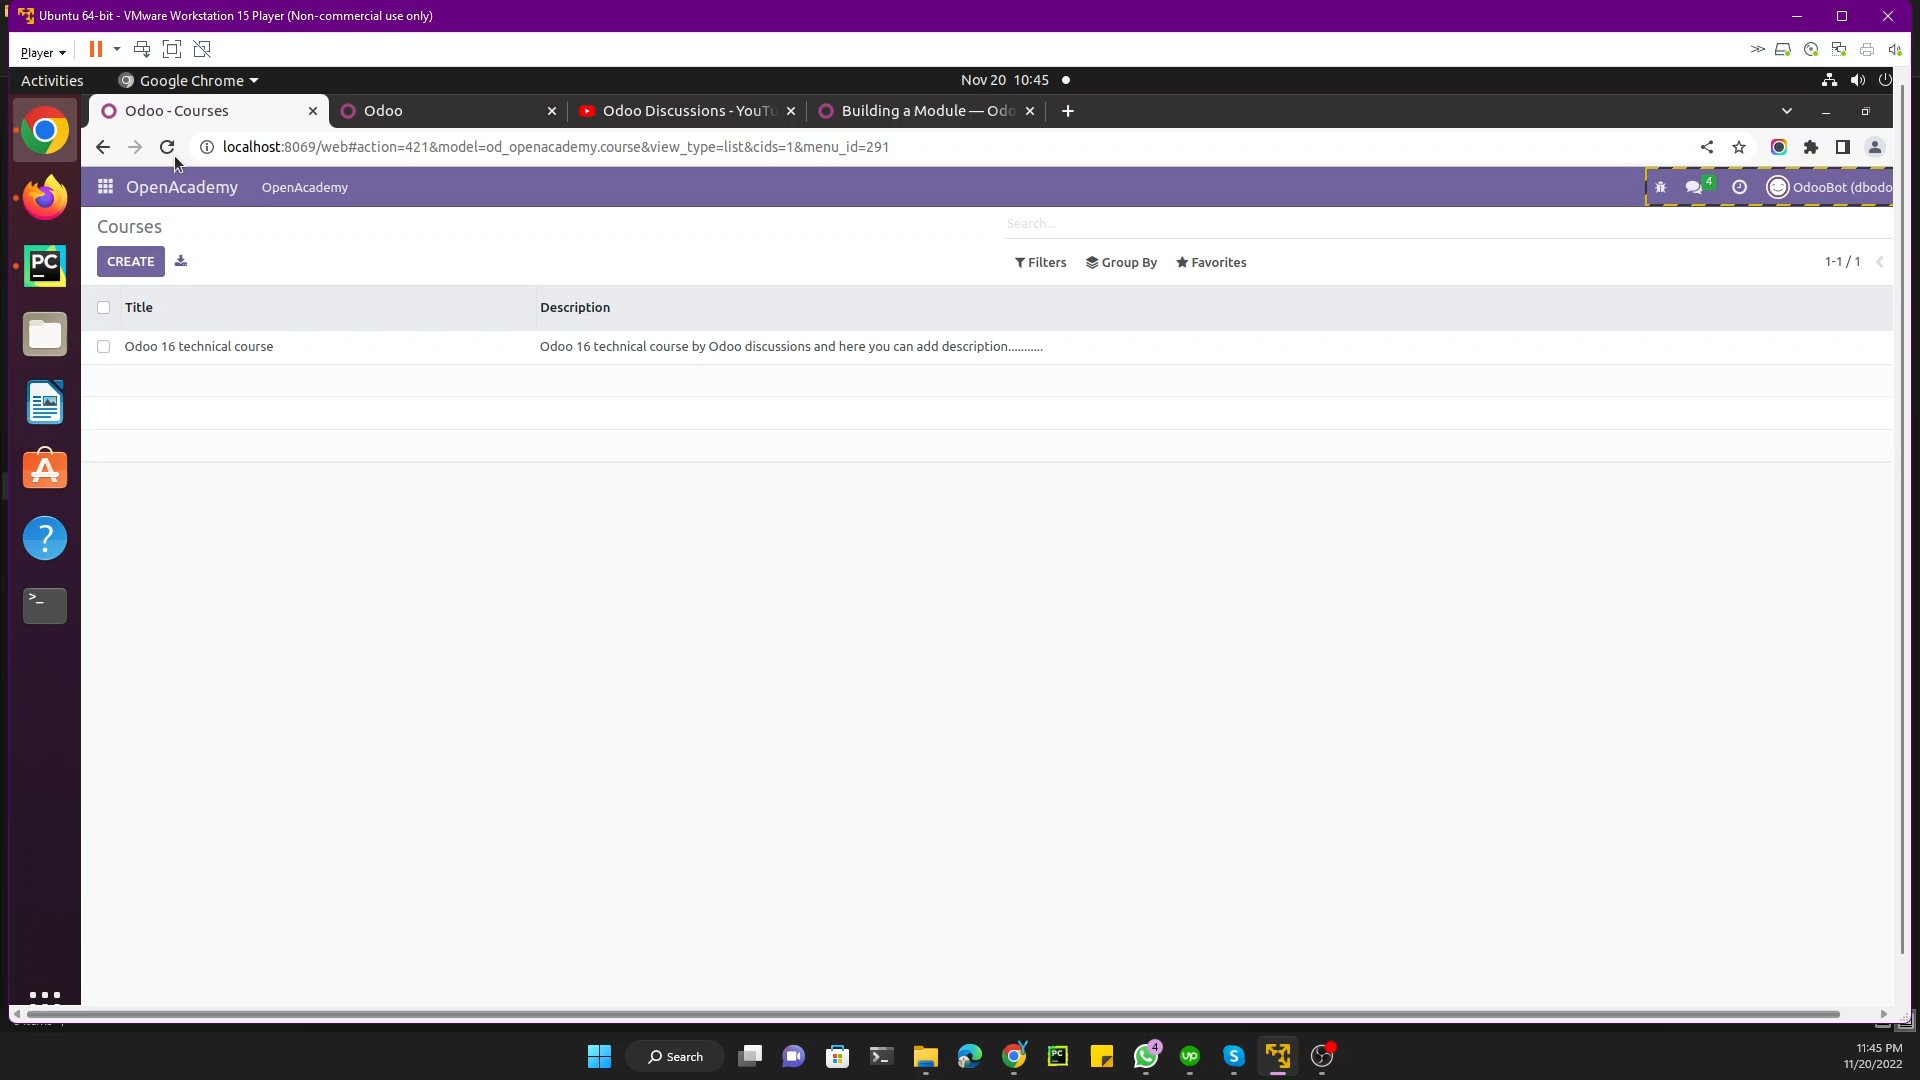 Ubuntu 64-bit - VMware Workstation 15 Player (Non-commercial use only)
Player
Activities
Google Chrome
Nov 20 10:45
Odoo - Courses
Odoo
Odoo Discussions - YouTu
Building a Module — Odo
localhost:8069/web#action=421&model=od_openacademy.course&view_type=list&cids=1&menu_id=291
OpenAcademy
OpenAcademy
4
OdooBot (dbodo
Courses
Search...
CREATE
Filters
Group By
Favorites
1-1 / 1
Title
Description
Odoo 16 technical course
Odoo 16 technical course by Odoo discussions and here you can add description...........
PC
>_
?
Search
PC
4
up
S
11:45 PM
11/20/2022